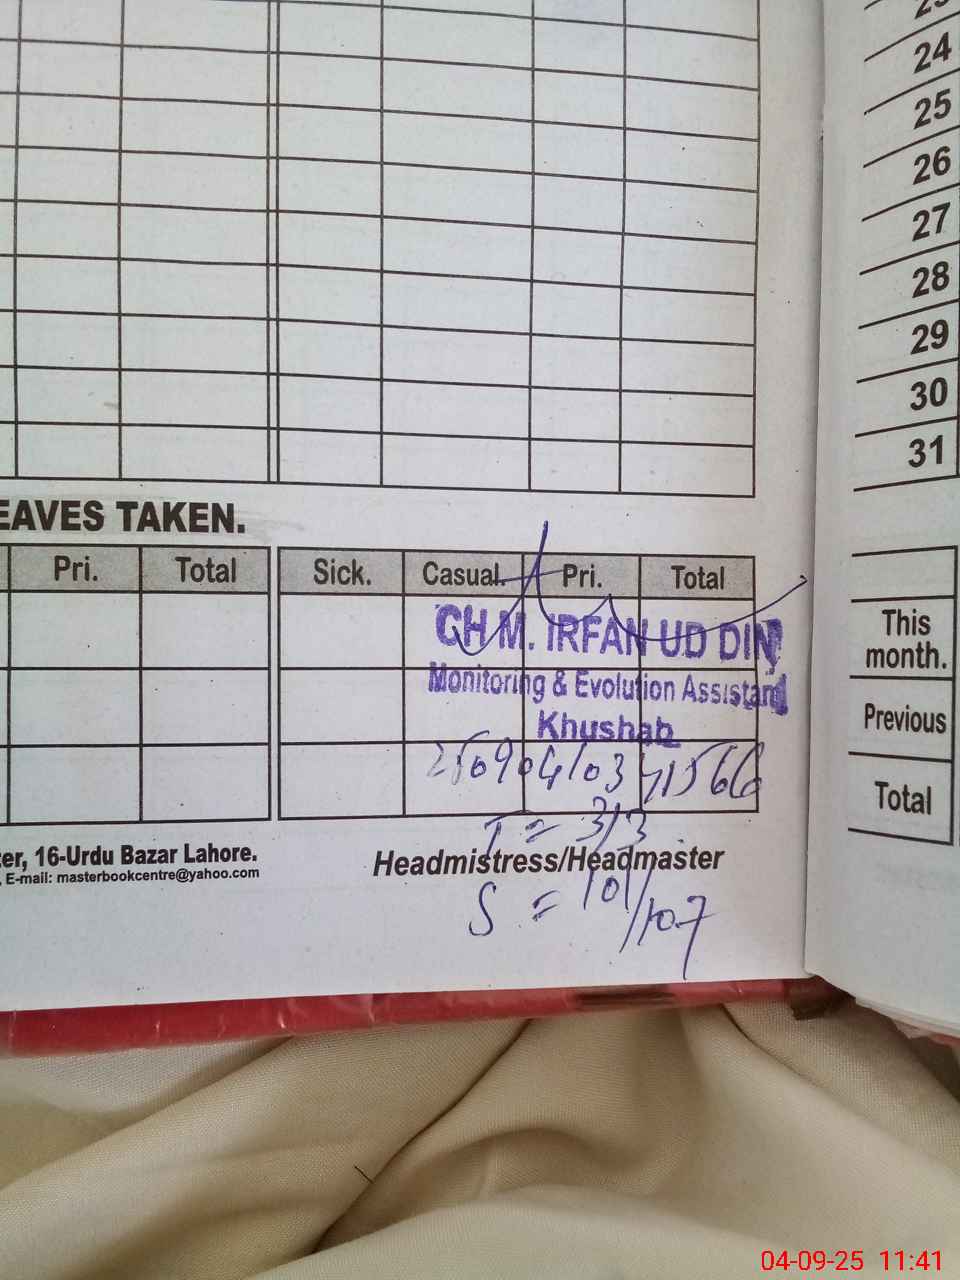 24
25
26
27
28
29
30
31
EAVES TAKEN.
Pri. Total Sick. Casual. Pri. Total
CH M. IRFAN UD DIN
Monitoring & Evolution Assistant
Khushab
T = 3/3
S = 101/107
er, 16-Urdu Bazar Lahore.
, E-mail: masterbookcentre@yahoo.com
Headmistress/Headmaster
This
month.
Previous
Total
04-09-25 11:41